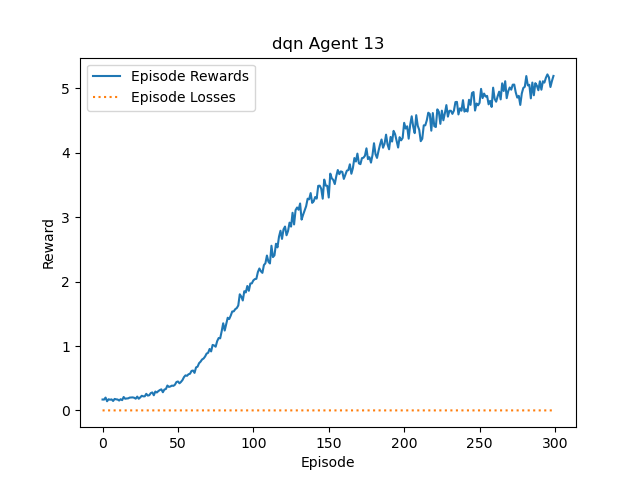 dqn Agent 13
Episode Rewards
Episode Losses
Reward
5
4
3
2
1
0
0 50 100 150 200 250 300
Episode